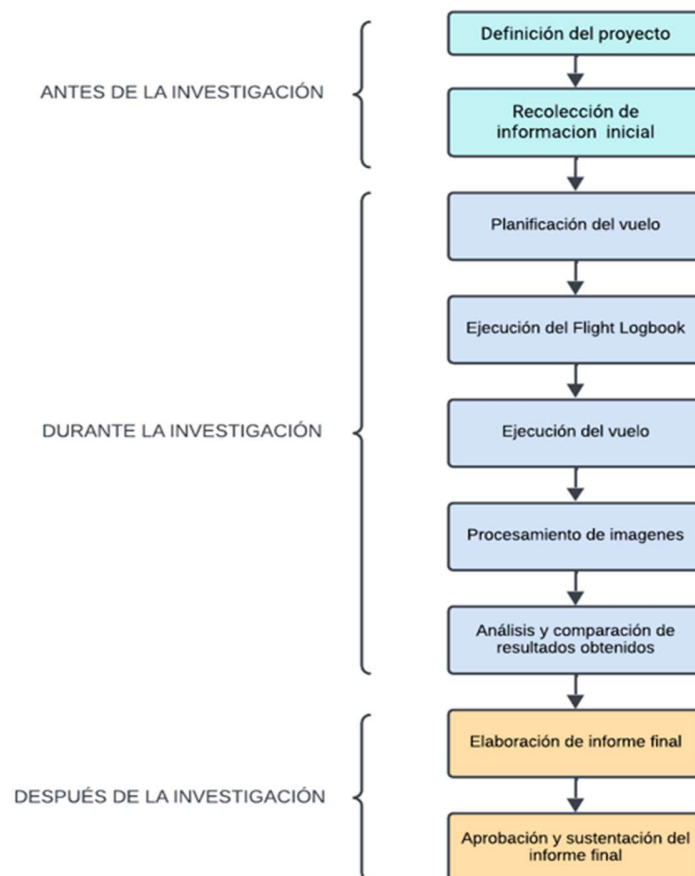 Definición del proyecto
ANTES DE LA INVESTIGACIÓN
Recolección de
informacion inicial
Planificación del vuelo
Ejecución del Flight Logbook
DURANTE LA INVESTIGACIÓN
Ejecución del vuelo
Procesamiento de imagenes
Análisis y comparación de
resultados obtenidos
Elaboración de informe final
DESPUÉS DE LA INVESTIGACIÓN
Aprobación y sustentación del
informe final